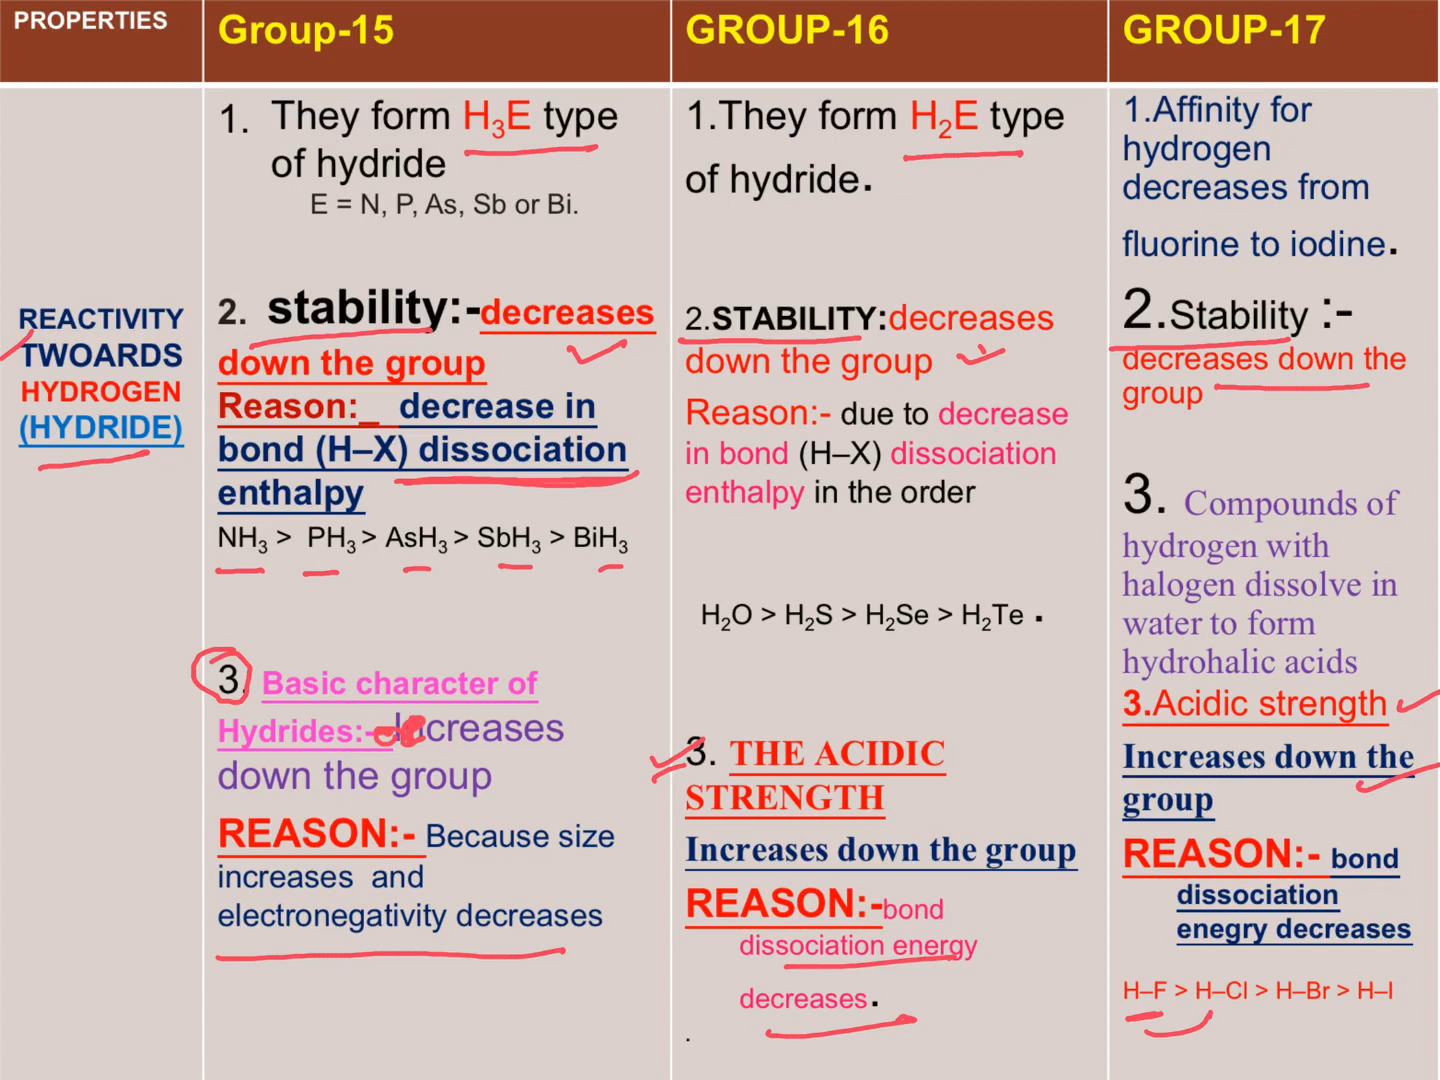 PROPERTIES
Group-15
GROUP-16
GROUP-17
REACTIVITY
TWOARDS
HYDROGEN
(HYDRIDE)
1. They form H₃E type
of hydride
E = N, P, As, Sb or Bi.
2. stability:-decreases
down the group
Reason:_ decrease in
bond (H–X) dissociation
enthalpy
NH₃ > PH₃ > AsH₃ > SbH₃ > BiH₃
3. Basic character of
Hydrides:- creases
down the group
REASON:- Because size
increases and
electronegativity decreases
1.They form H₂E type
of hydride.
2.STABILITY:decreases
down the group
Reason:- due to decrease
in bond (H–X) dissociation
enthalpy in the order
H₂O > H₂S > H₂Se > H₂Te .
3. THE ACIDIC
STRENGTH
Increases down the group
REASON:-bond
dissociation energy
decreases.
.
1.Affinity for
hydrogen
decreases from
fluorine to iodine.
2.Stability :-
decreases down the
group
3. Compounds of
hydrogen with
halogen dissolve in
water to form
hydrohalic acids
3.Acidic strength
Increases down the
group
REASON:- bond
dissociation
enegry decreases
H–F > H–Cl > H–Br > H–I